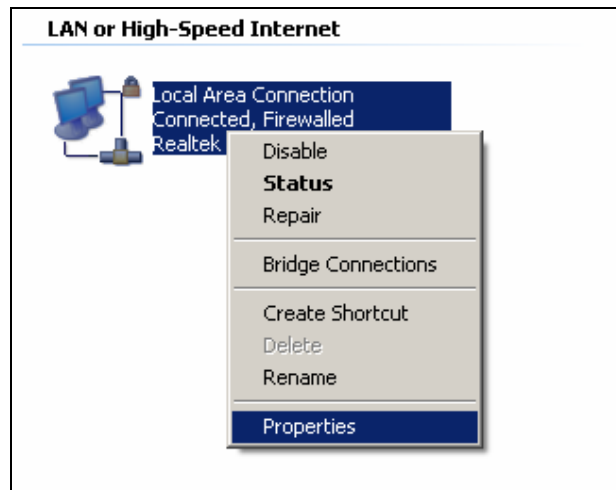 LAN or High-Speed Internet
Local Area Connection
Connected, Firewalled
Realtek
Disable
Status
Repair
Bridge Connections
Create Shortcut
Delete
Rename
Properties